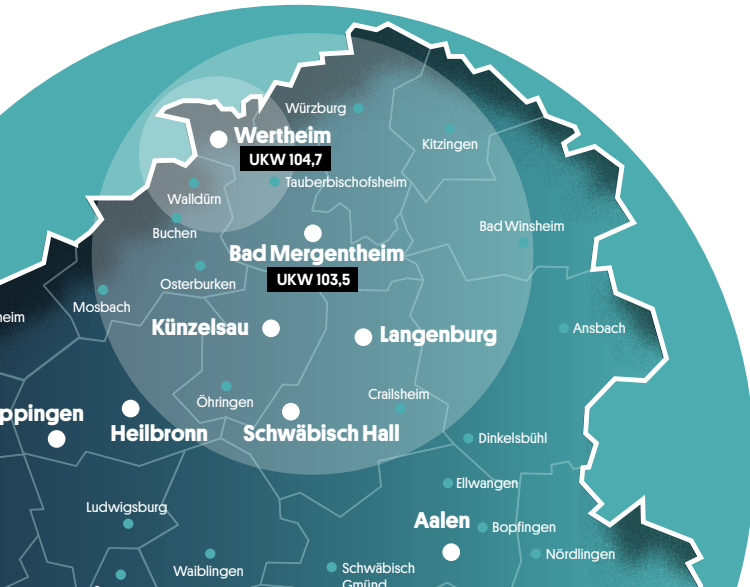 Würzburg
Wertheim
UKW 104,7
Kitzingen
Tauberbischofsheim
Walldürn
Buchen
Bad Winsheim
Bad Mergentheim
UKW 103,5
Osterburken
Mosbach
heim
Künzelsau
Langenburg
Ansbach
Öhringen
Crailsheim
ppingen
Heilbronn
Schwäbisch Hall
Dinkelsbühl
Ellwangen
Ludwigsburg
Aalen
Bopfingen
Nördlingen
Waiblingen
Schwäbisch
Gmünd